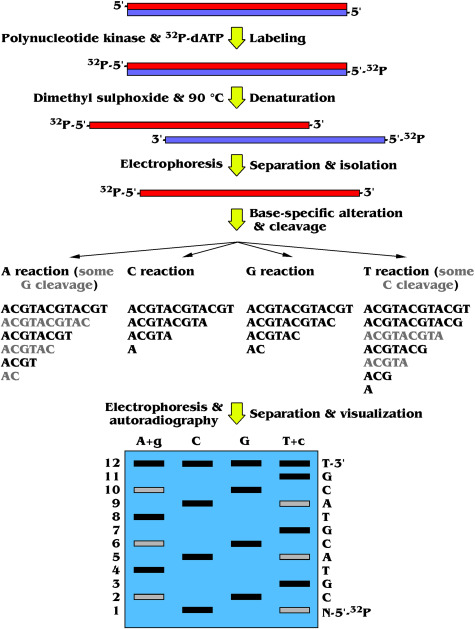 5' 5'
Polynucleotide kinase & ³²P-dATP Labeling
³²P-5' 5'-³²P
Dimethyl sulphoxide & 90 °C Denaturation
³²P-5' 3'
3' 5'-³²P
Electrophoresis Separation & isolation
³²P-5' 3'
Base-specific alteration
& cleavage
A reaction (some
G cleavage)
ACGTACGTACGT
ACGTACGTAC
ACGTACGT
ACGTAC
ACGT
AC
C reaction
ACGTACGTACGT
ACGTACGTA
ACGTA
A
G reaction
ACGTACGTACGT
ACGTACGTAC
ACGTAC
AC
T reaction (some
C cleavage)
ACGTACGTACGT
ACGTACGTACG
ACGTACGTA
ACGTACG
ACGTA
ACG
A
Electrophoresis &
autoradiography
Separation & visualization
A+g C G T+c
12 T-3'
11 G
10 C
9 A
8 T
7 G
6 C
5 A
4 T
3 G
2 C
1 N-5'-³²P